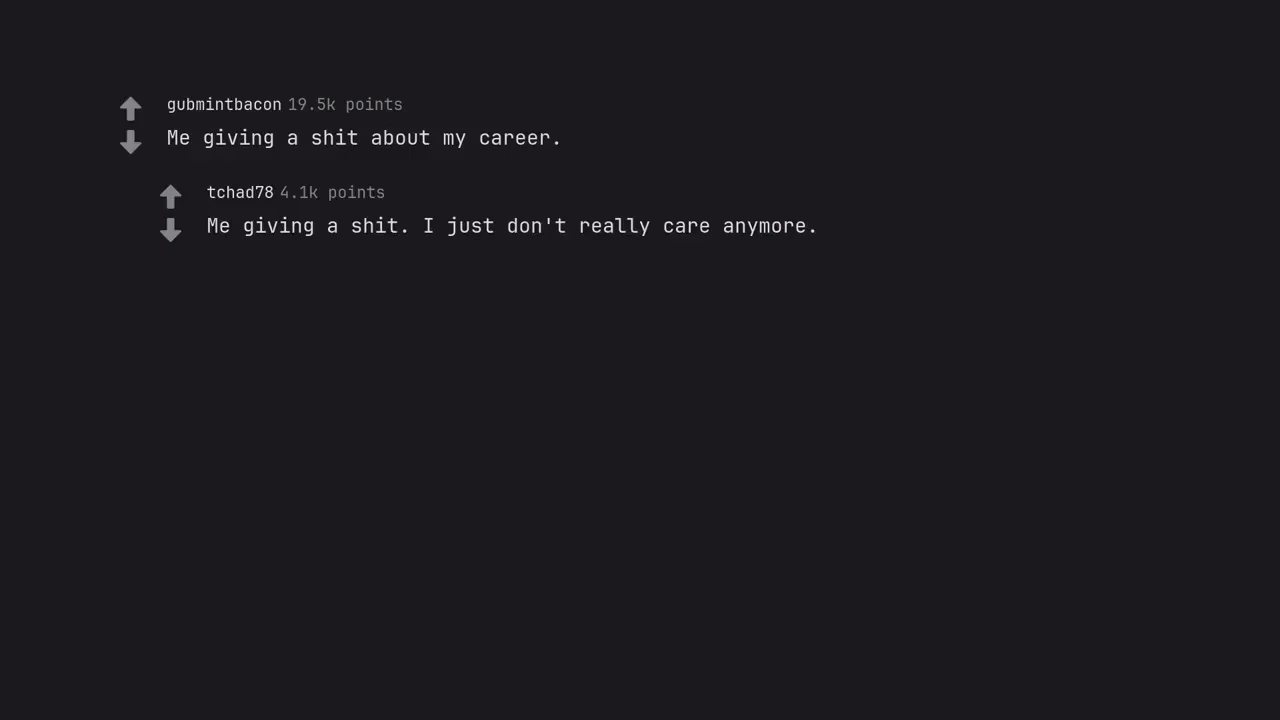 gubmintbacon 19.5k points
Me giving a shit about my career.
tchad78 4.1k points
Me giving a shit. I just don't really care anymore.